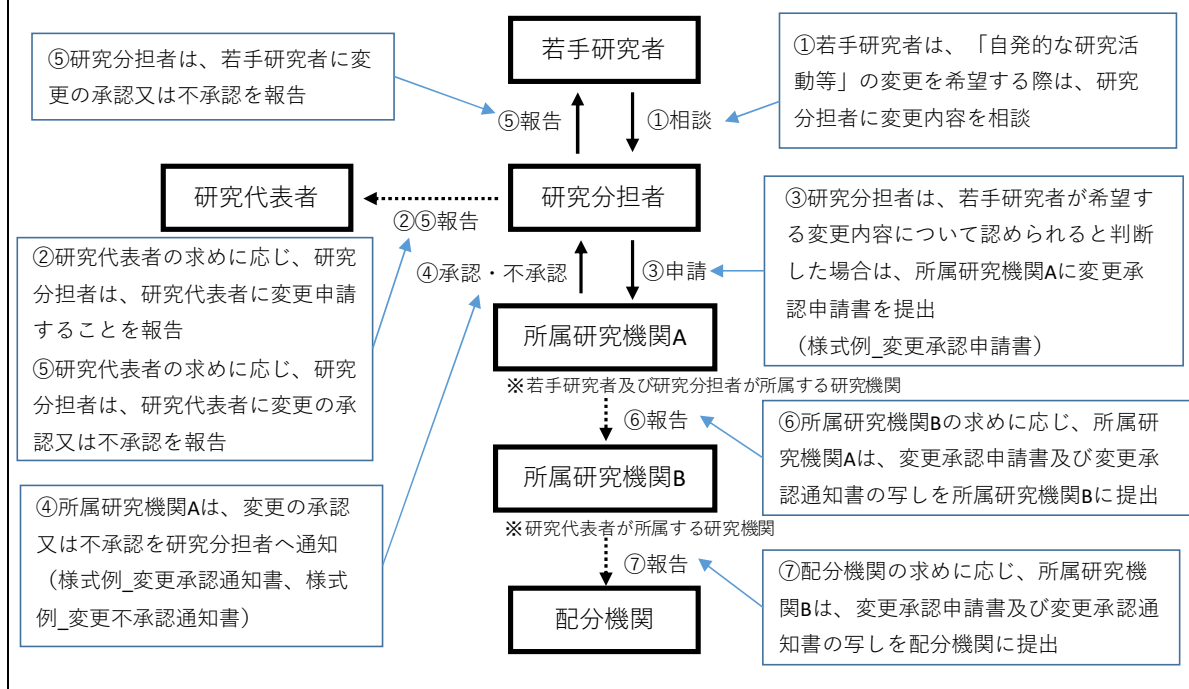 若手研究者
⑤研究分担者は、若手研究者に変
更の承認又は不承認を報告
①若手研究者は、「自発的な研究活
動等」の変更を希望する際は、研究
分担者に変更内容を相談
⑤報告
①相談
研究代表者
研究分担者
②⑤報告
③研究分担者は、若手研究者が希望す
る変更内容について認められると判断
した場合は、所属研究機関Aに変更承
認申請書を提出
（様式例_変更承認申請書）
②研究代表者の求めに応じ、研究
分担者は、研究代表者に変更申請
することを報告
⑤研究代表者の求めに応じ、研究
分担者は、研究代表者に変更の承
認又は不承認を報告
④承認・不承認
③申請
所属研究機関A
※若手研究者及び研究分担者が所属する研究機関
⑥報告
⑥所属研究機関Bの求めに応じ、所属研
究機関Aは、変更承認申請書及び変更承
認通知書の写しを所属研究機関Bに提出
所属研究機関B
※研究代表者が所属する研究機関
④所属研究機関Aは、変更の承認
又は不承認を研究分担者へ通知
（様式例_変更承認通知書、様式
例_変更不承認通知書）
⑦報告
⑦配分機関の求めに応じ、所属研究機
関Bは、変更承認申請書及び変更承認通
知書の写しを配分機関に提出
配分機関